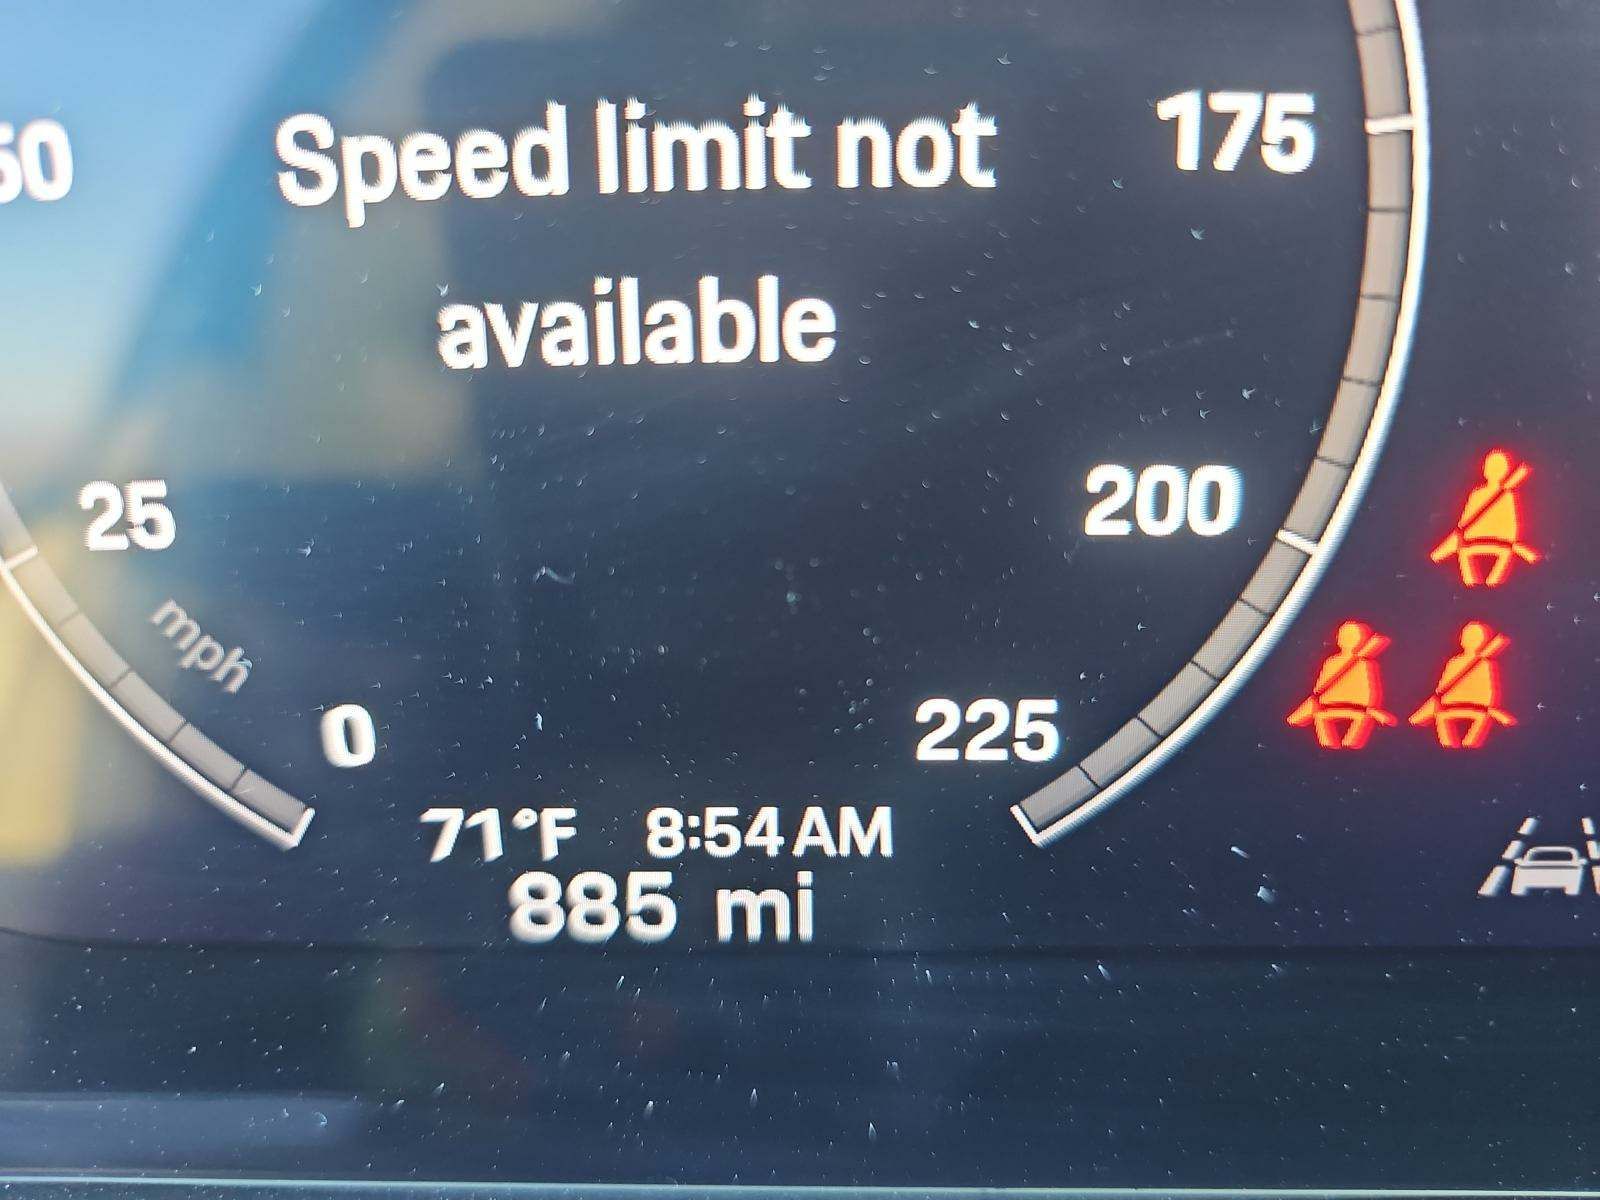 Speed limit not
available
175
200
225
25
mph
0
71°F 8:54 AM
885 mi